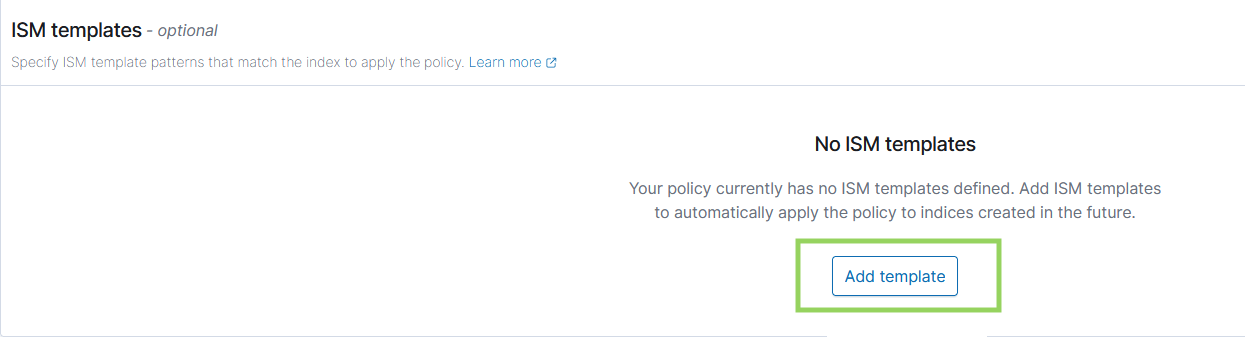 ISM templates - optional
Specify ISM template patterns that match the index to apply the policy. Learn more
No ISM templates
Your policy currently has no ISM templates defined. Add ISM templates
to automatically apply the policy to indices created in the future.
Add template